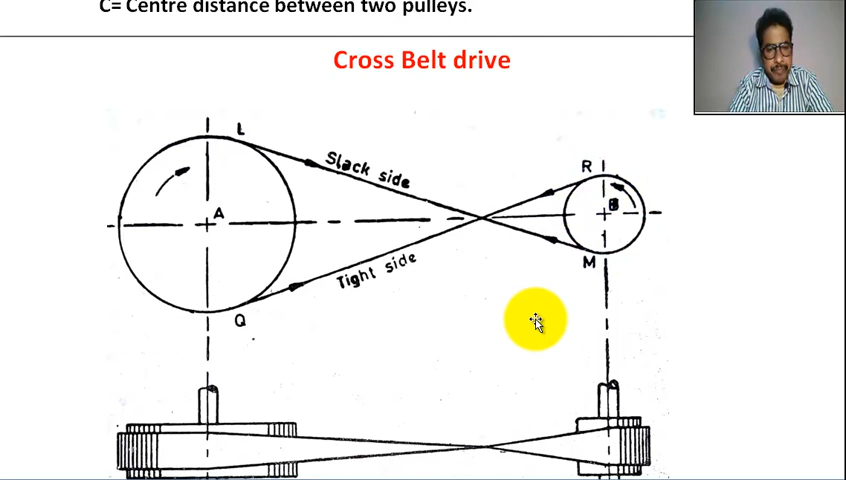 C= Centre distance between two pulleys.
Cross Belt drive
L
Slack side
R
A
B
Tight side
M
Q